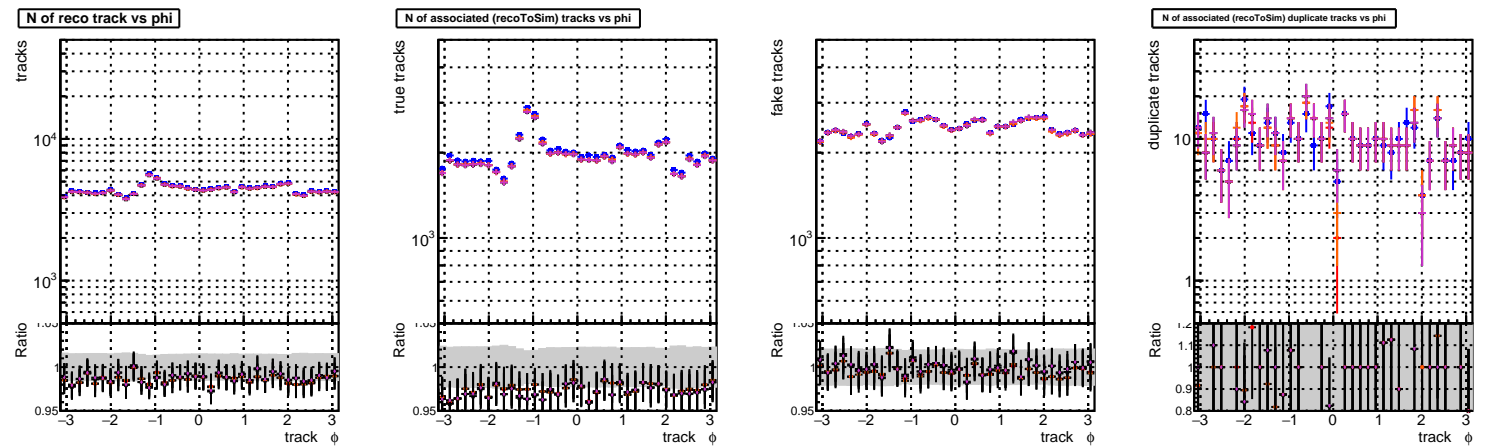 N of reco track vs phi
tracks
10^4
10^3
Ratio
1
0.95
−3 −2 −1 0 1 2 3
track φ
N of associated (recoToSim) tracks vs phi
true tracks
10^3
Ratio
1
0.95
−3 −2 −1 0 1 2 3
track φ
fake tracks
10^3
Ratio
1
0.95
−3 −2 −1 0 1 2 3
track φ
N of associated (recoToSim) duplicate tracks vs phi
duplicate tracks
10
1
Ratio
1.2
1.1
1
0.9
0.8
−3 −2 −1 0 1 2 3
track φ